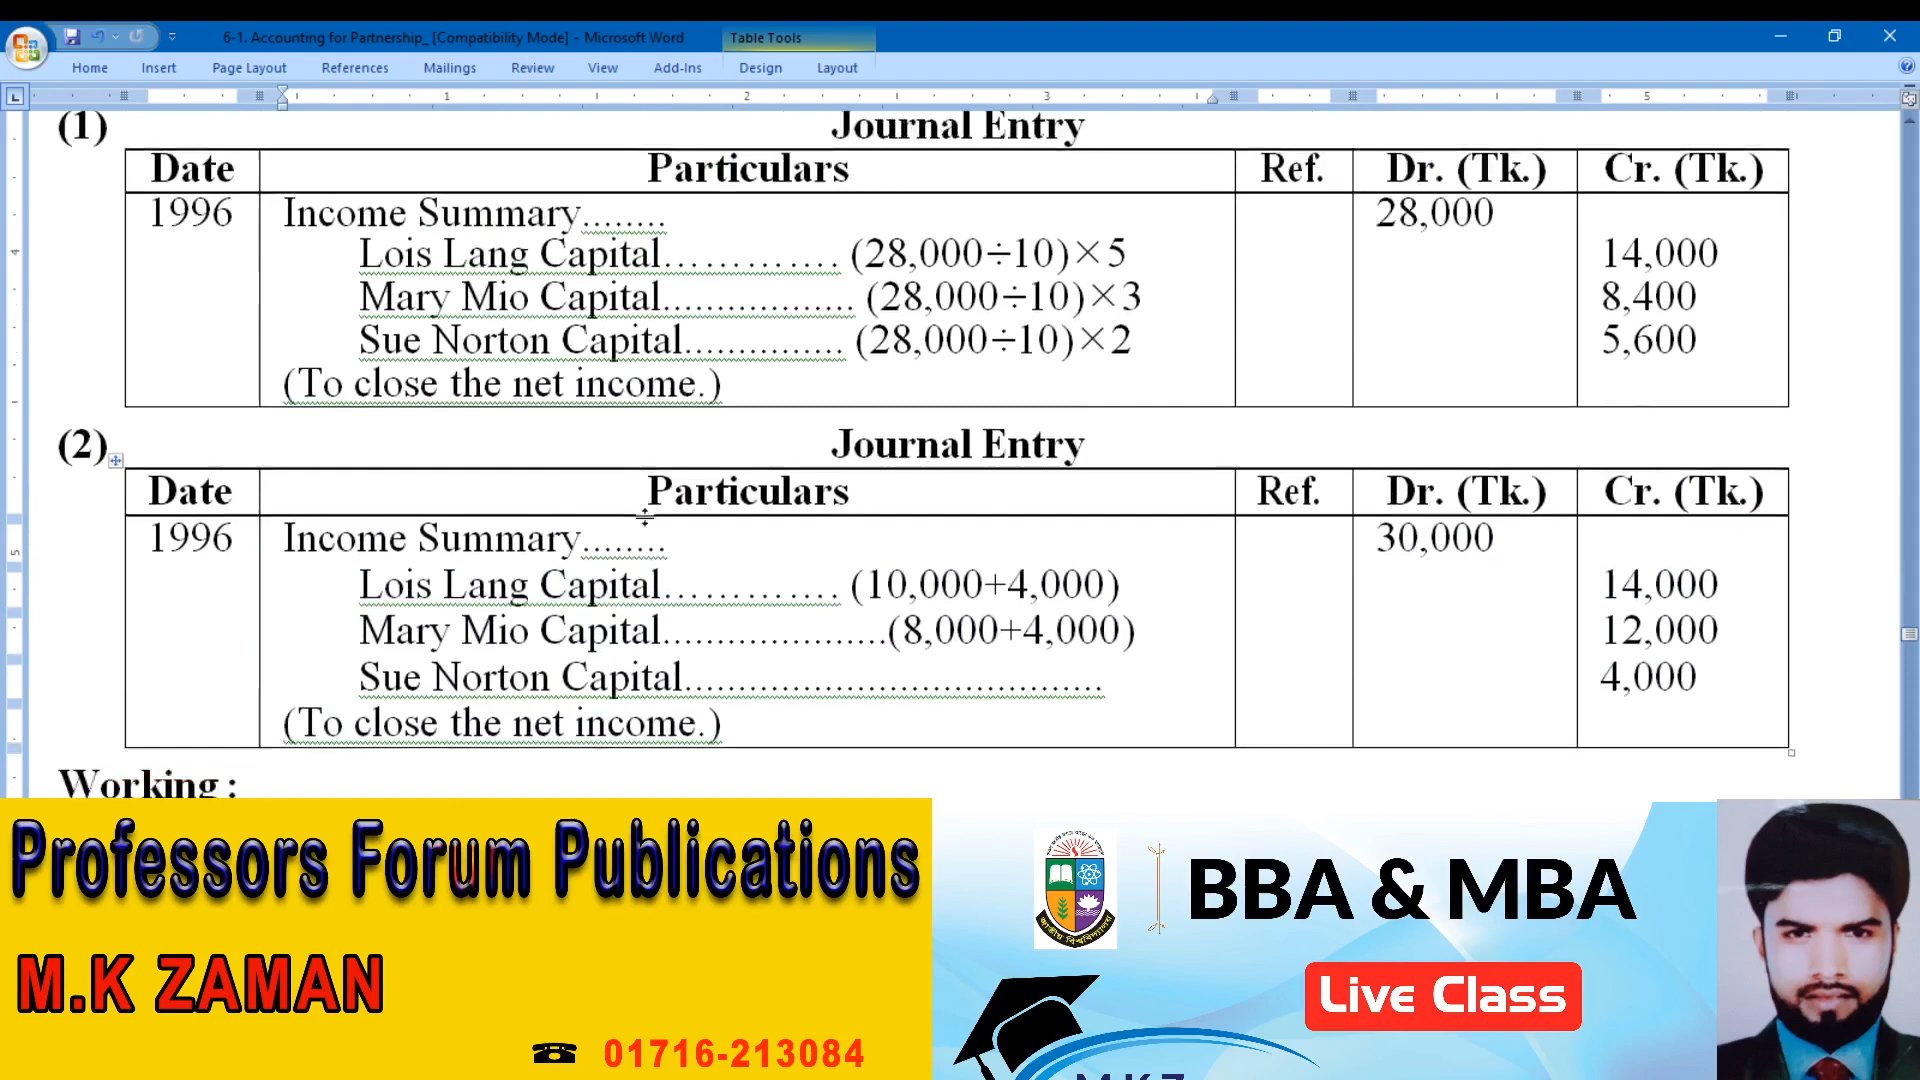 6-1. Accounting for Partnership_ [Compatibility Mode] - Microsoft Word
Table Tools
Home Insert Page Layout References Mailings Review View Add-Ins Design Layout
1 2 3 5
(1) Journal Entry
Date Particulars Ref. Dr. (Tk.) Cr. (Tk.)
1996 Income Summary........ 28,000
Lois Lang Capital............. (28,000÷10)×5 14,000
Mary Mio Capital................. (28,000÷10)×3 8,400
Sue Norton Capital.............. (28,000÷10)×2 5,600
(To close the net income.)
(2) Journal Entry
Date Particulars Ref. Dr. (Tk.) Cr. (Tk.)
1996 Income Summary........ 30,000
Lois Lang Capital............. (10,000+4,000) 14,000
Mary Mio Capital....................(8,000+4,000) 12,000
Sue Norton Capital..................................... 4,000
(To close the net income.)
Working :
Professors Forum Publications
M.K ZAMAN
☎ 01716-213084
BBA & MBA
Live Class